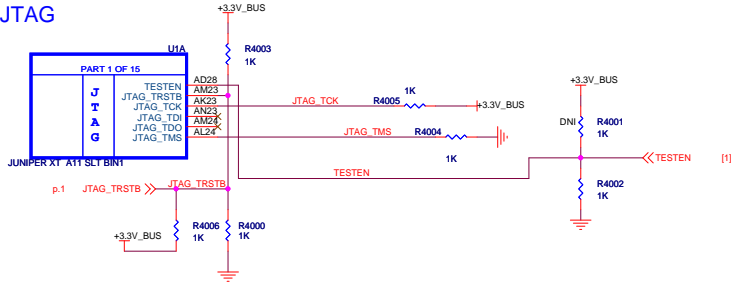 JTAG
+3.3V_BUS
U1A
R4003
1K
PART 1 OF 15
JTAG
TESTEN AD28
JTAG_TRSTB AM23
JTAG_TCK AK23
JTAG_TDI AN23
JTAG_TDO AM24
JTAG_TMS AL24
JTAG_TCK
R4005
1K
+3.3V_BUS
JTAG_TMS
R4004
1K
+3.3V_BUS
DNI
R4001
1K
TESTEN [1]
JUNIPER XT A11 SLT BIN1
TESTEN
R4002
1K
p.1 JTAG_TRSTB
JTAG_TRSTB
R4006
1K
R4000
1K
+3.3V_BUS